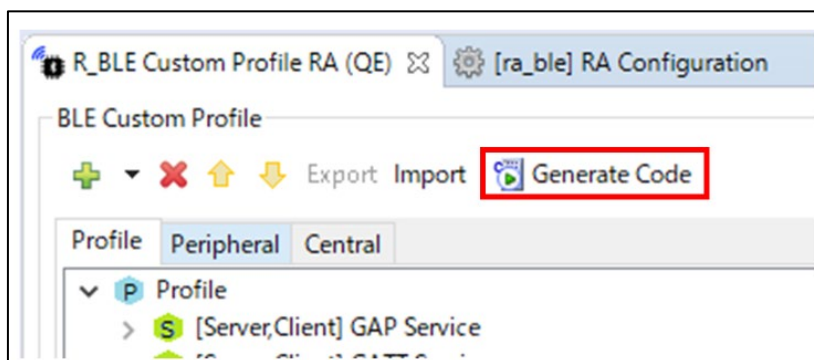 R_BLE Custom Profile RA (QE) [ra_ble] RA Configuration
BLE Custom Profile
Export Import Generate Code
Profile Peripheral Central
P Profile
S [Server,Client] GAP Service